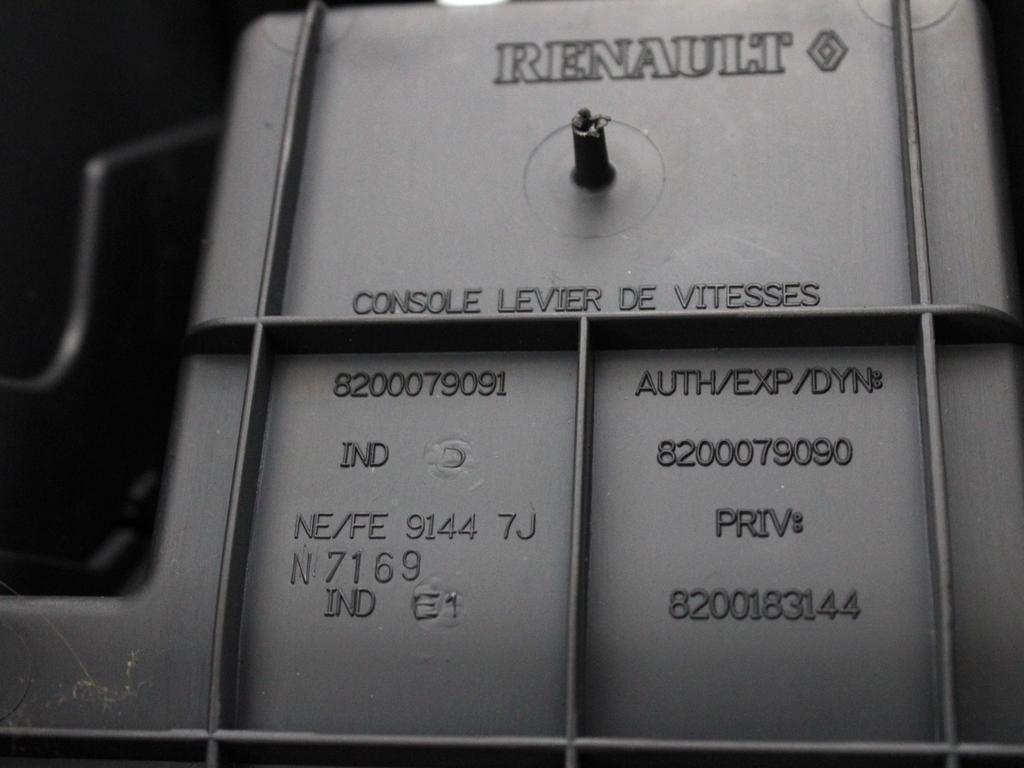 RENAULT
CONSOLE LEVIER DE VITESSES
8200079091
IND D
NE/FE 9144 7J
N 7169
IND E1
AUTH/EXP/DYN:
8200079090
PRIV:
8200183144